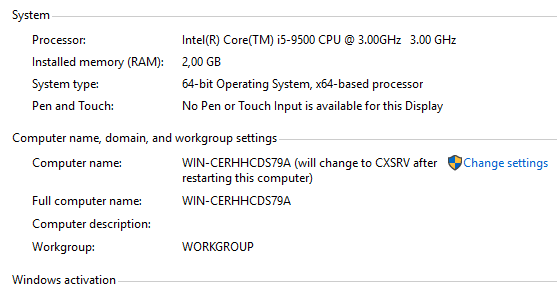 System
Processor: Intel(R) Core(TM) i5-9500 CPU @ 3.00GHz 3.00 GHz
Installed memory (RAM): 2,00 GB
System type: 64-bit Operating System, x64-based processor
Pen and Touch: No Pen or Touch Input is available for this Display
Computer name, domain, and workgroup settings
Computer name: WIN-CERHHCDS79A (will change to CXSRV after Change settings
restarting this computer)
Full computer name: WIN-CERHHCDS79A
Computer description:
Workgroup: WORKGROUP
Windows activation